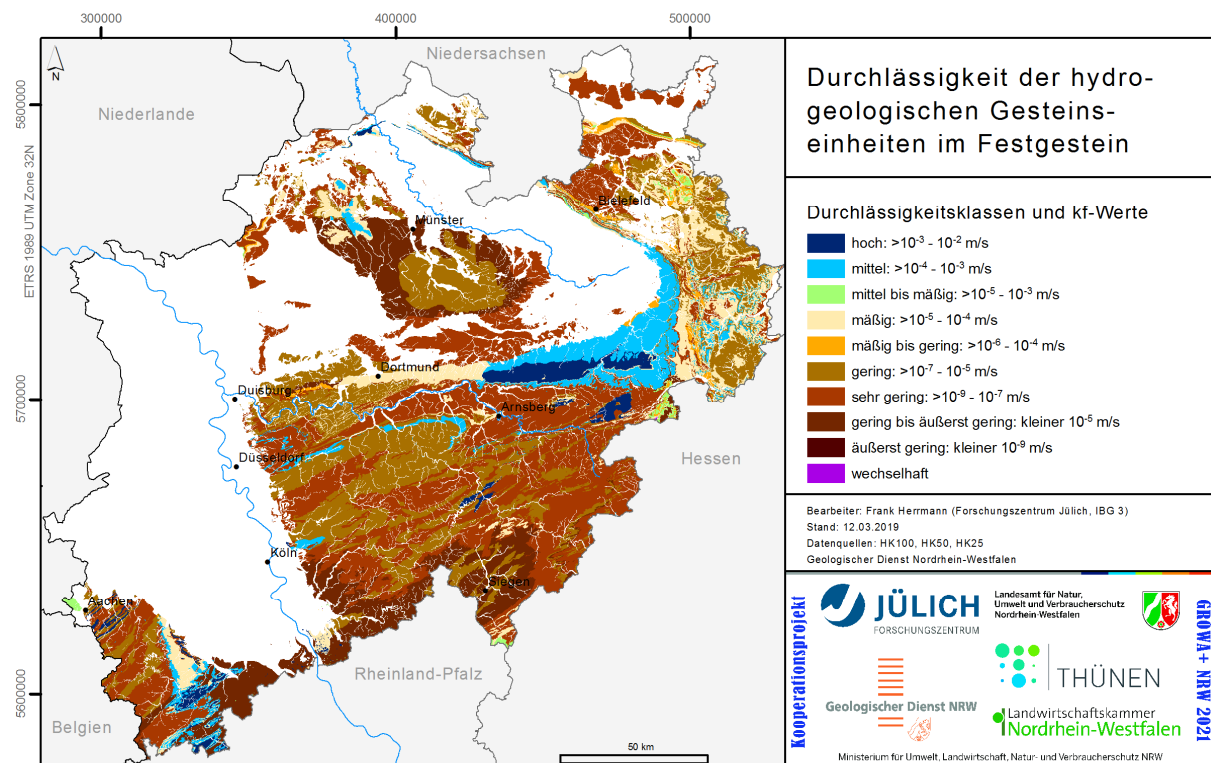 300000
400000
500000
5800000
5700000
5600000
ETRS 1989 UTM Zone 32N
N
Niedersachsen
Niederlande
Münster
Bielefeld
Dortmund
Duisburg
Arnsberg
Düsseldorf
Hessen
Köln
Siegen
Aachen
Rheinland-Pfalz
Belgien
50 km
Durchlässigkeit der hydro-
geologischen Gesteins-
einheiten im Festgestein
Durchlässigkeitsklassen und kf-Werte
hoch: >10⁻³ - 10⁻² m/s
mittel: >10⁻⁴ - 10⁻³ m/s
mittel bis mäßig: >10⁻⁵ - 10⁻³ m/s
mäßig: >10⁻⁵ - 10⁻⁴ m/s
mäßig bis gering: >10⁻⁶ - 10⁻⁴ m/s
gering: >10⁻⁷ - 10⁻⁵ m/s
sehr gering: >10⁻⁹ - 10⁻⁷ m/s
gering bis äußerst gering: kleiner 10⁻⁵ m/s
äußerst gering: kleiner 10⁻⁹ m/s
wechselhaft
Bearbeiter: Frank Herrmann (Forschungszentrum Jülich, IBG 3)
Stand: 12.03.2019
Datenquellen: HK100, HK50, HK25
Geologischer Dienst Nordrhein-Westfalen
Kooperationsprojekt
JÜLICH
FORSCHUNGSZENTRUM
Landesamt für Natur,
Umwelt und Verbraucherschutz
Nordrhein-Westfalen
THÜNEN
Geologischer Dienst NRW
Landwirtschaftskammer
Nordrhein-Westfalen
GROWA+ NRW 2021
Ministerium für Umwelt, Landwirtschaft, Natur- und Verbraucherschutz NRW